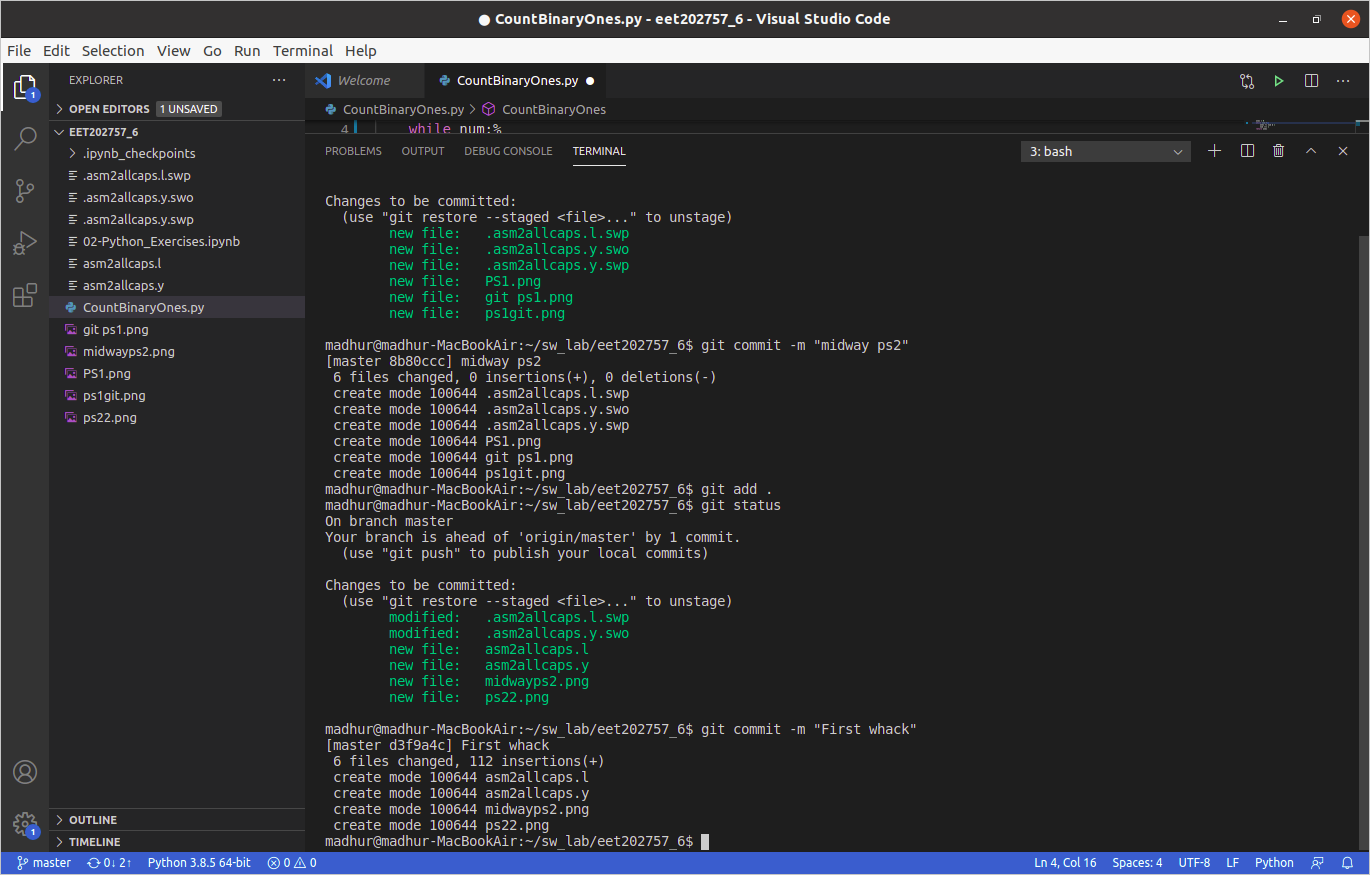 CountBinaryOnes.py - eet202757_6 - Visual Studio Code
File Edit Selection View Go Run Terminal Help
EXPLORER
Welcome
CountBinaryOnes.py
1
OPEN EDITORS 1 UNSAVED
CountBinaryOnes.py > CountBinaryOnes
4 while num:%
EET202757_6
.ipynb_checkpoints
.asm2allcaps.l.swp
.asm2allcaps.y.swo
.asm2allcaps.y.swp
02-Python_Exercises.ipynb
asm2allcaps.l
asm2allcaps.y
CountBinaryOnes.py
git ps1.png
midwayps2.png
PS1.png
ps1git.png
ps22.png
OUTLINE
TIMELINE
1
PROBLEMS OUTPUT DEBUG CONSOLE TERMINAL
3: bash
Changes to be committed:
(use "git restore --staged <file>..." to unstage)
new file: .asm2allcaps.l.swp
new file: .asm2allcaps.y.swo
new file: .asm2allcaps.y.swp
new file: PS1.png
new file: git ps1.png
new file: ps1git.png
madhur@madhur-MacBookAir:~/sw_lab/eet202757_6$ git commit -m "midway ps2"
[master 8b80ccc] midway ps2
6 files changed, 0 insertions(+), 0 deletions(-)
create mode 100644 .asm2allcaps.l.swp
create mode 100644 .asm2allcaps.y.swo
create mode 100644 .asm2allcaps.y.swp
create mode 100644 PS1.png
create mode 100644 git ps1.png
create mode 100644 ps1git.png
madhur@madhur-MacBookAir:~/sw_lab/eet202757_6$ git add .
madhur@madhur-MacBookAir:~/sw_lab/eet202757_6$ git status
On branch master
Your branch is ahead of 'origin/master' by 1 commit.
(use "git push" to publish your local commits)
Changes to be committed:
(use "git restore --staged <file>..." to unstage)
modified: .asm2allcaps.l.swp
modified: .asm2allcaps.y.swo
new file: asm2allcaps.l
new file: asm2allcaps.y
new file: midwayps2.png
new file: ps22.png
madhur@madhur-MacBookAir:~/sw_lab/eet202757_6$ git commit -m "First whack"
[master d3f9a4c] First whack
6 files changed, 112 insertions(+)
create mode 100644 asm2allcaps.l
create mode 100644 asm2allcaps.y
create mode 100644 midwayps2.png
create mode 100644 ps22.png
madhur@madhur-MacBookAir:~/sw_lab/eet202757_6$
master 0↓ 2↑ Python 3.8.5 64-bit 0 0 Ln 4, Col 16 Spaces: 4 UTF-8 LF Python